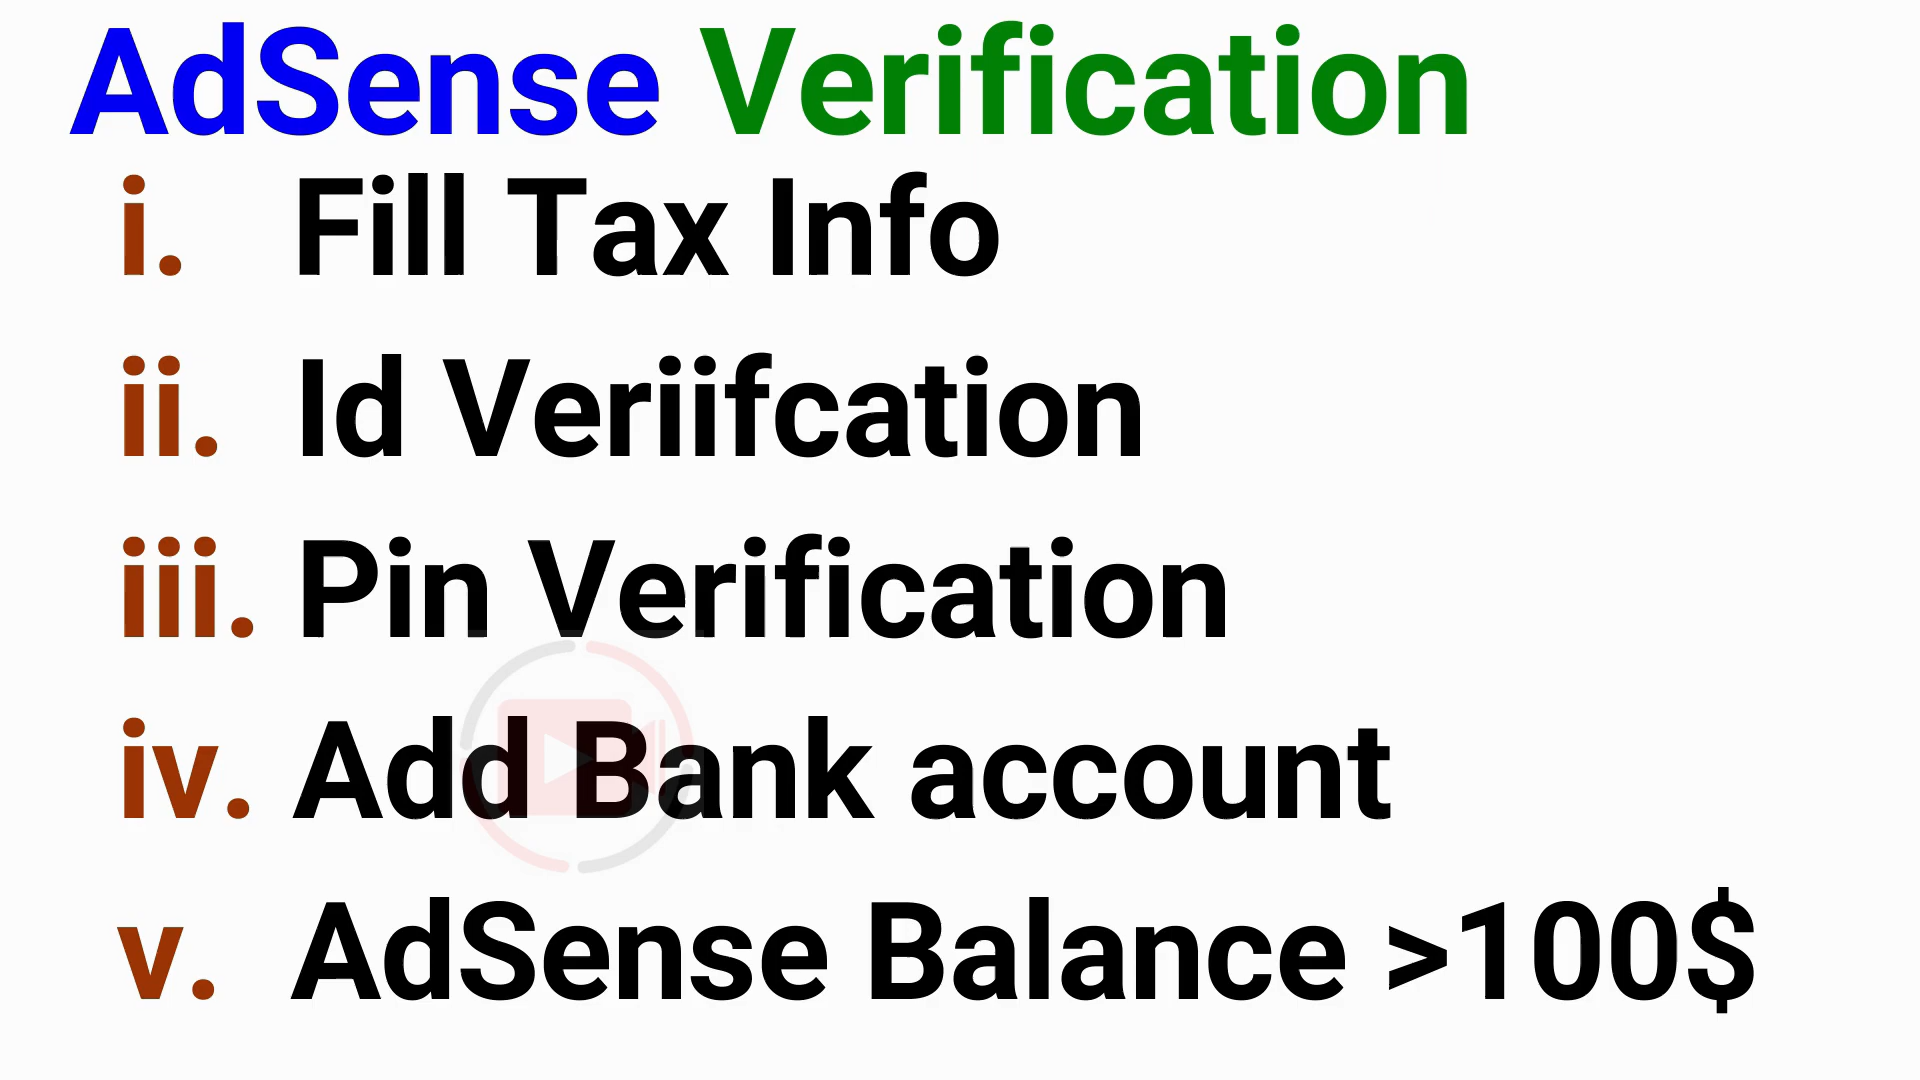 AdSense Verification
i. Fill Tax Info
ii. Id Veriifcation
iii. Pin Verification
iv. Add Bank account
v. AdSense Balance >100$